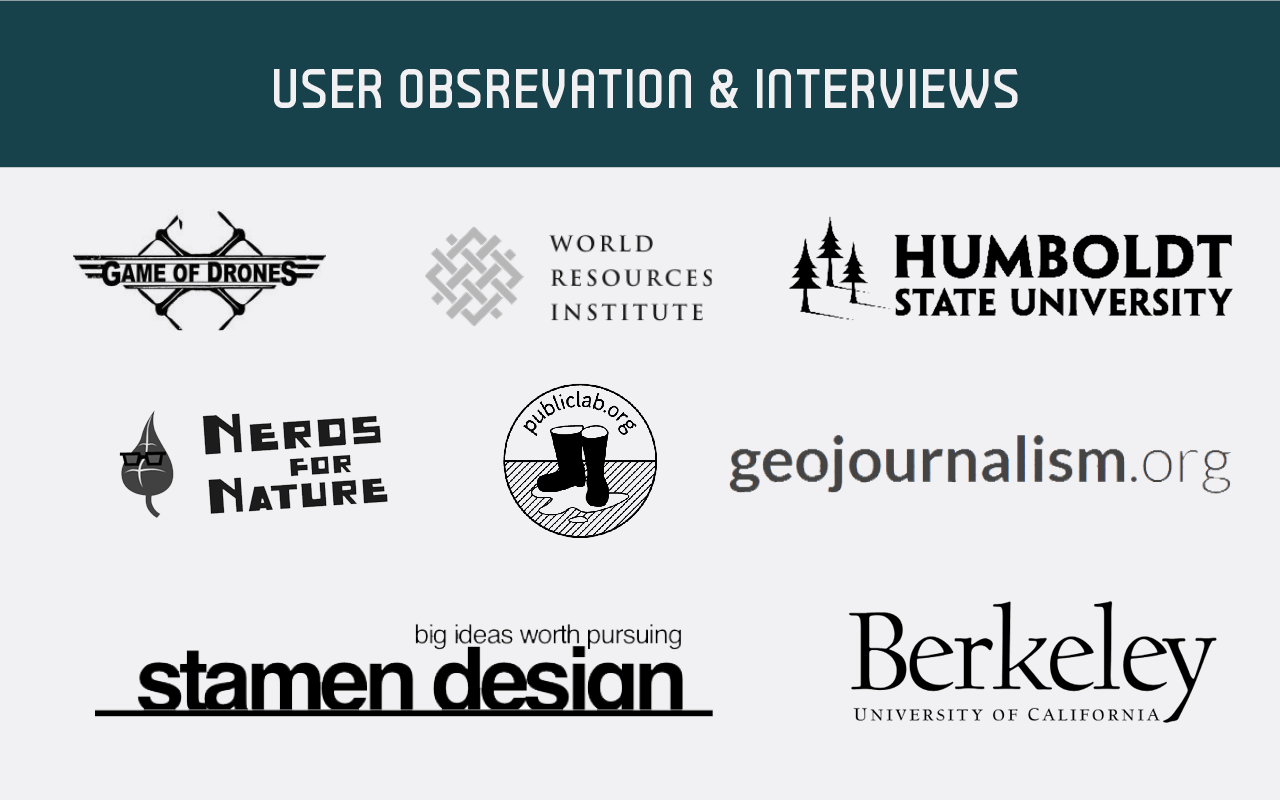 USER OBSREVATION & INTERVIEWS
GAME OF DRONES
WORLD
RESOURCES
INSTITUTE
HUMBOLDT
STATE UNIVERSITY
NERDS
FOR
NATURE
publiclab.org
geojournalism.org
big ideas worth pursuing
stamen design
Berkeley
UNIVERSITY OF CALIFORNIA